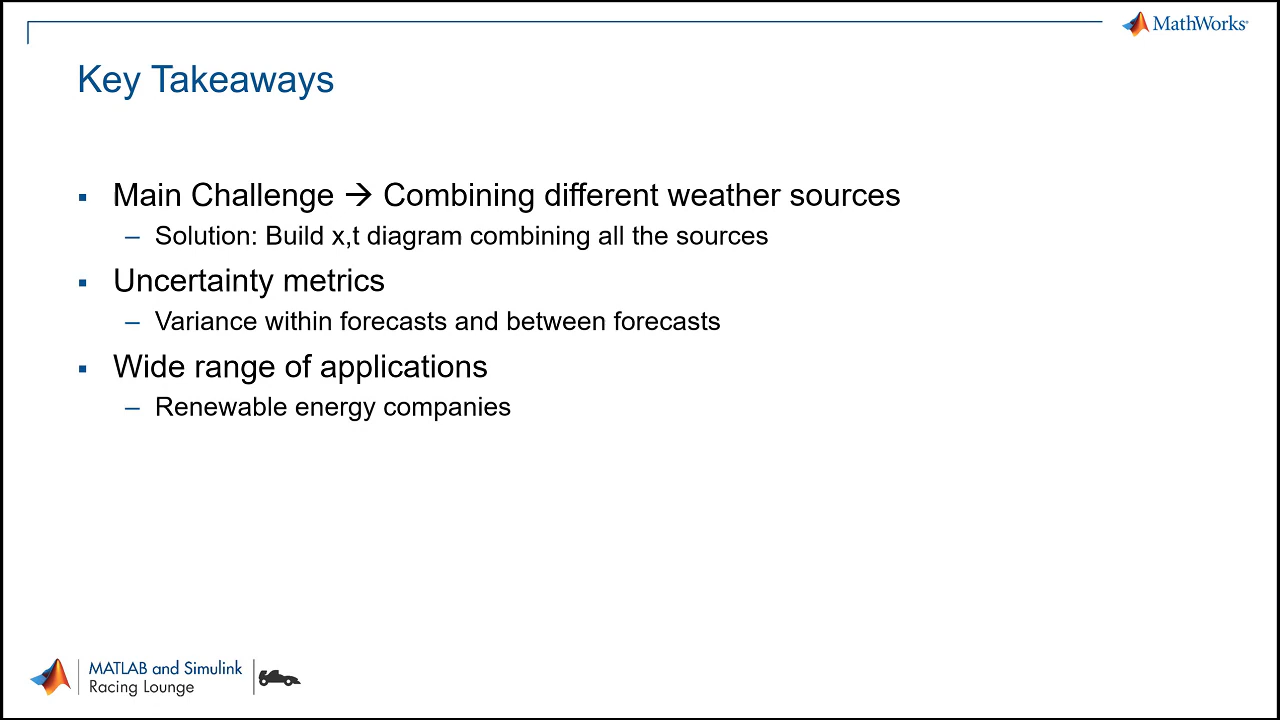 MathWorks®
Key Takeaways
▪ Main Challenge → Combining different weather sources
– Solution: Build x,t diagram combining all the sources
▪ Uncertainty metrics
– Variance within forecasts and between forecasts
▪ Wide range of applications
– Renewable energy companies
MATLAB and Simulink
Racing Lounge